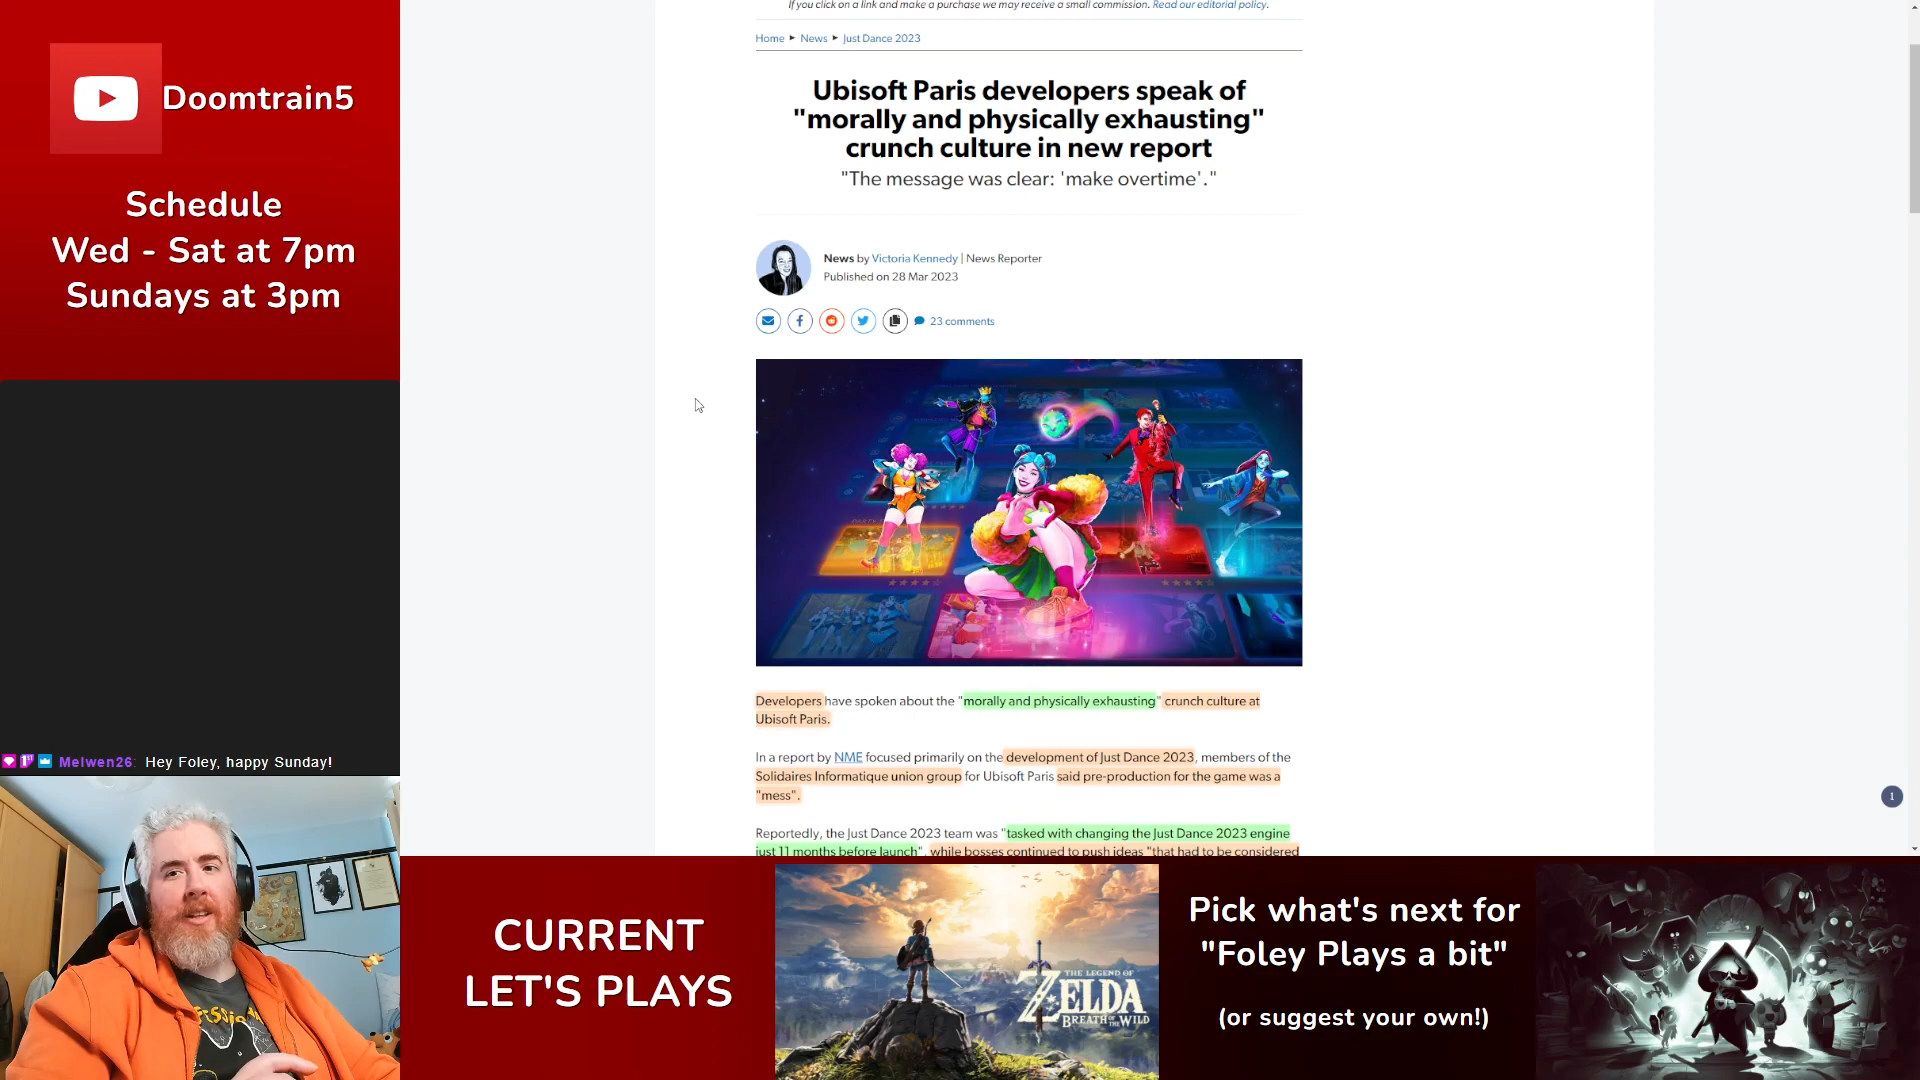 Doomtrain5
Schedule
Wed - Sat at 7pm
Sundays at 3pm
Melwen26: Hey Foley, happy Sunday!
If you click on a link and make a purchase we may receive a small commission. Read our editorial policy.
Home ► News ► Just Dance 2023
Ubisoft Paris developers speak of
"morally and physically exhausting"
crunch culture in new report
"The message was clear: 'make overtime'."
News by Victoria Kennedy | News Reporter
Published on 28 Mar 2023
23 comments
Developers have spoken about the "morally and physically exhausting" crunch culture at
Ubisoft Paris.
In a report by NME focused primarily on the development of Just Dance 2023, members of the
Solidaires Informatique union group for Ubisoft Paris said pre-production for the game was a
"mess".
Reportedly, the Just Dance 2023 team was "tasked with changing the Just Dance 2023 engine
just 11 months before launch", while bosses continued to push ideas "that had to be considered
1
CURRENT
LET'S PLAYS
THE LEGEND OF
ZELDA
BREATH OF THE WILD
Pick what's next for
"Foley Plays a bit"
(or suggest your own!)